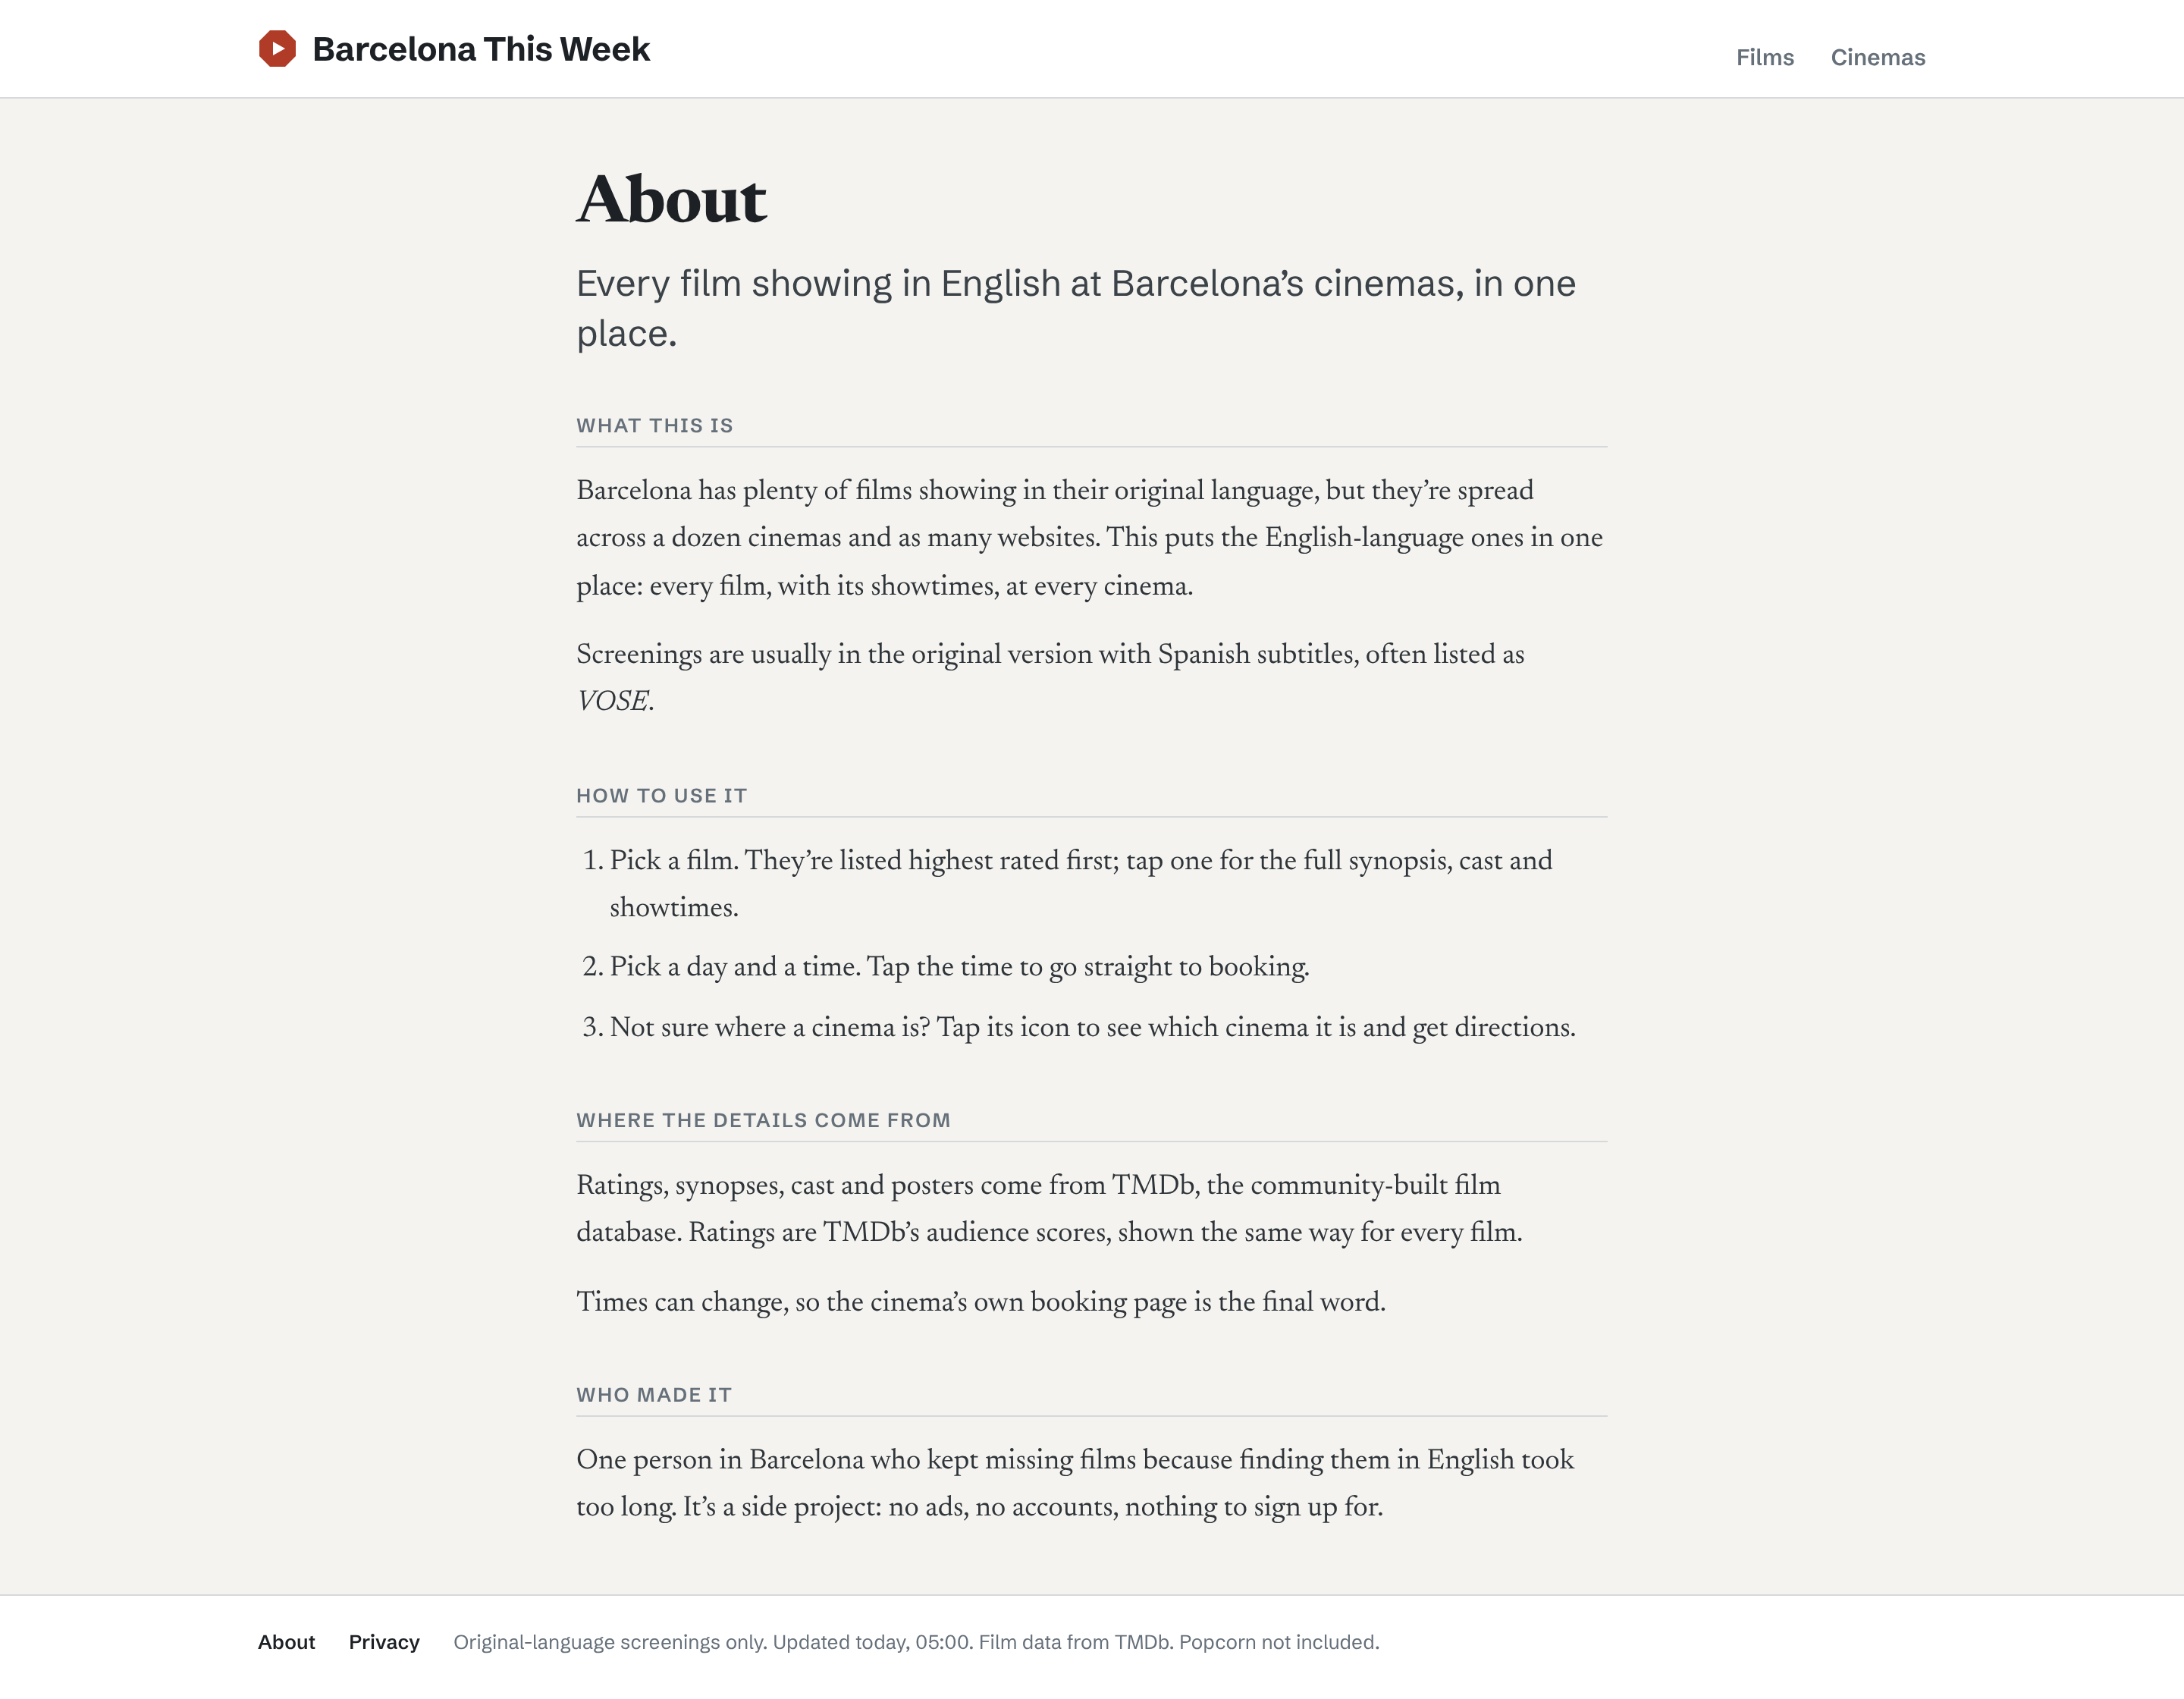 Barcelona This Week
Films
Cinemas
About
Every film showing in English at Barcelona’s cinemas, in one
place.
WHAT THIS IS
Barcelona has plenty of films showing in their original language, but they’re spread
across a dozen cinemas and as many websites. This puts the English-language ones in one
place: every film, with its showtimes, at every cinema.
Screenings are usually in the original version with Spanish subtitles, often listed as
VOSE.
HOW TO USE IT
1. Pick a film. They’re listed highest rated first; tap one for the full synopsis, cast and
showtimes.
2. Pick a day and a time. Tap the time to go straight to booking.
3. Not sure where a cinema is? Tap its icon to see which cinema it is and get directions.
WHERE THE DETAILS COME FROM
Ratings, synopses, cast and posters come from TMDb, the community-built film
database. Ratings are TMDb’s audience scores, shown the same way for every film.
Times can change, so the cinema’s own booking page is the final word.
WHO MADE IT
One person in Barcelona who kept missing films because finding them in English took
too long. It’s a side project: no ads, no accounts, nothing to sign up for.
About
Privacy
Original-language screenings only. Updated today, 05:00. Film data from TMDb. Popcorn not included.